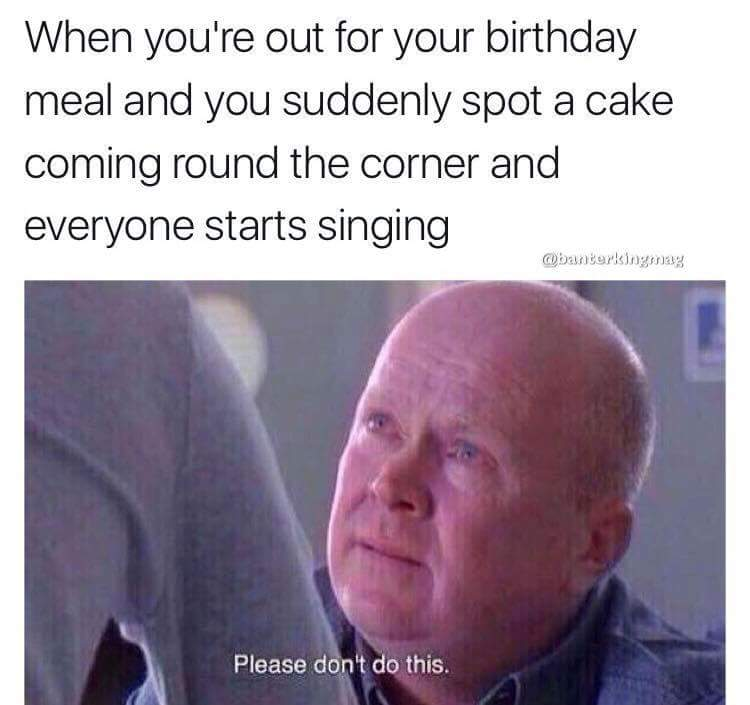 When you're out for your birthday
meal and you suddenly spot a cake
coming round the corner and
everyone starts singing
@banterkingmag
Please don't do this.